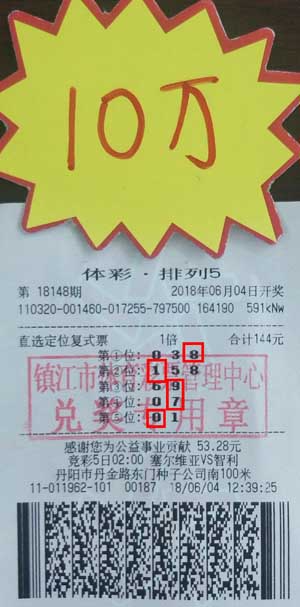 10万
体彩·排列5
第 18148期 2018年06月04日开奖
110320-001460-017255-797500 164190 591kNw
直选定位复式票 1倍 合计144元
第①位: 0 3 8
第②位: 1 5 8
第③位: 6 9
第④位: 0 7
第⑤位: 0 1
镇江市 管理中心
兑奖专用章
感谢您为公益事业贡献 53.28元
竞彩5日02:00 塞尔维亚VS智利
丹阳市丹金路东门种子公司南100米
11-011962-101 00187 18/06/04 12:39:25